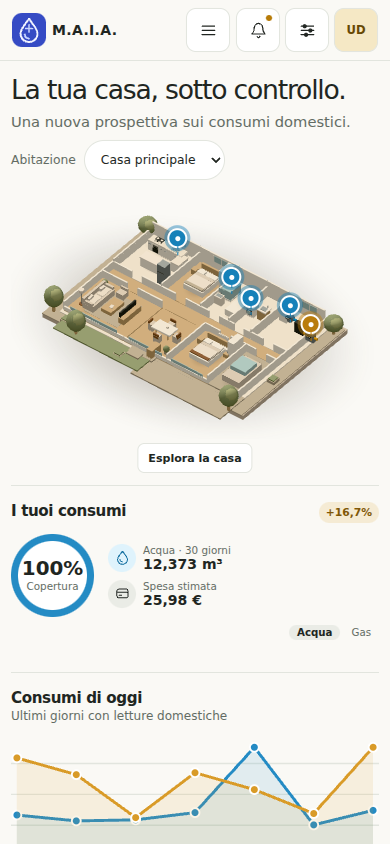 M.A.I.A.
UD
La tua casa, sotto controllo.
Una nuova prospettiva sui consumi domestici.
Abitazione
Casa principale
Esplora la casa
I tuoi consumi
+16,7%
100%
Copertura
Acqua · 30 giorni
12,373 m³
Spesa stimata
25,98 €
Acqua
Gas
Consumi di oggi
Ultimi giorni con letture domestiche